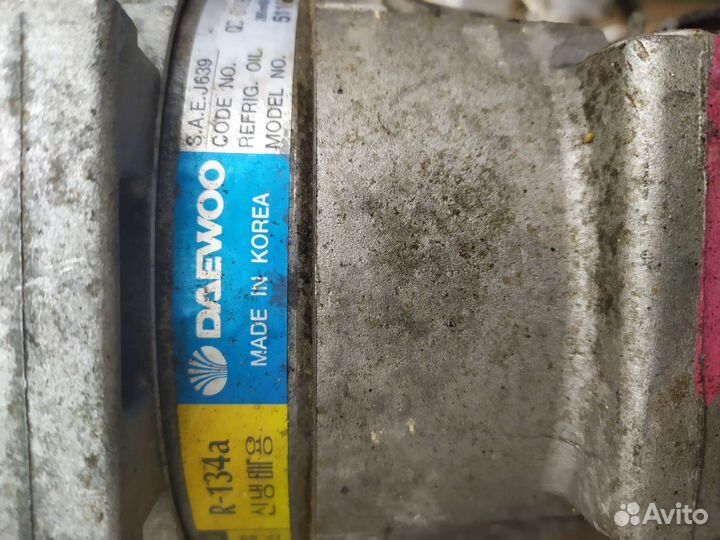 S.A.E.J639
CODE NO.
REFRIG. OIL
MODEL NO.
DAEWOO
MADE IN KOREA
R-134a
신냉매용
Avito